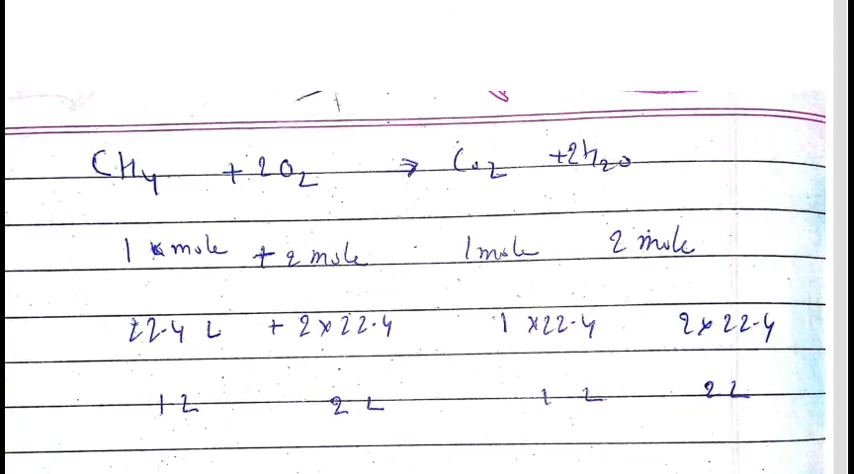 CH4 + 2O2 → CO2 + 2H2O
1 mole + 2 mole 1 mole 2 mole
22.4 L + 2 × 22.4 1 × 22.4 2 × 22.4
1 L 2 L 1 L 2 L